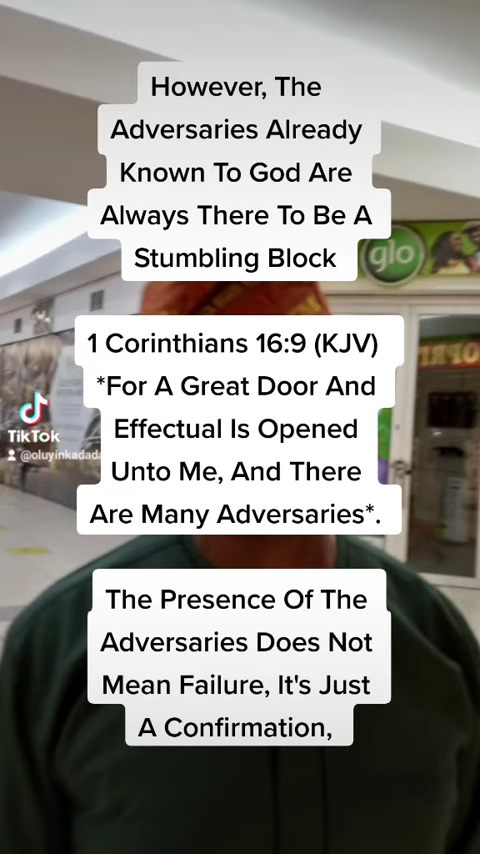 However, The
Adversaries Already
Known To God Are
Always There To Be A
Stumbling Block
glo
1 Corinthians 16:9 (KJV)
*For A Great Door And
Effectual Is Opened
Unto Me, And There
Are Many Adversaries*.
TikTok
@oluyinkadada
The Presence Of The
Adversaries Does Not
Mean Failure, It's Just
A Confirmation,